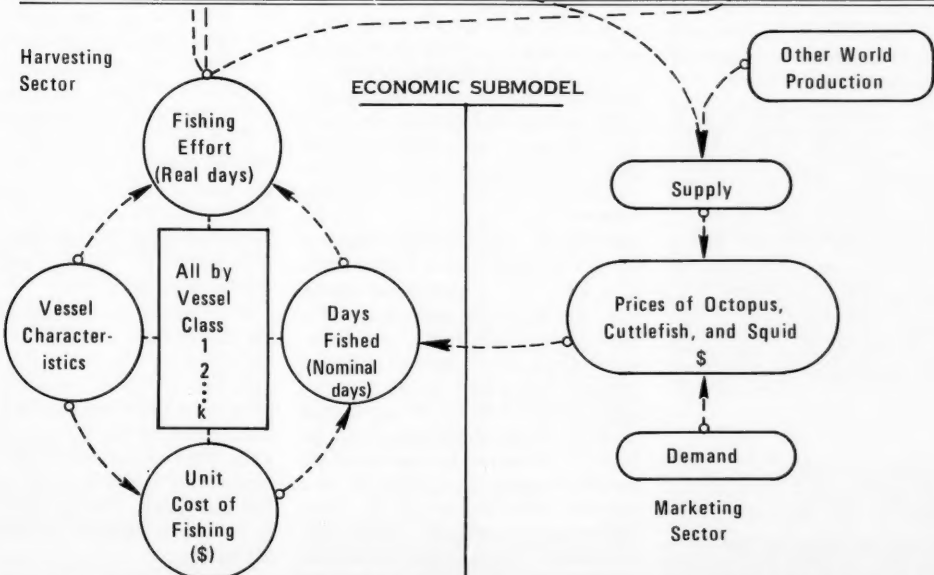 Harvesting
Sector
ECONOMIC SUBMODEL
Other World
Production
Fishing
Effort
(Real days)
Supply
All by
Vessel
Class
1
2
k
Vessel
Character-
istics
Days
Fished
(Nominal
days)
Prices of Octopus,
Cuttlefish, and Squid
$
Unit
Cost of
Fishing
($)
Demand
Marketing
Sector